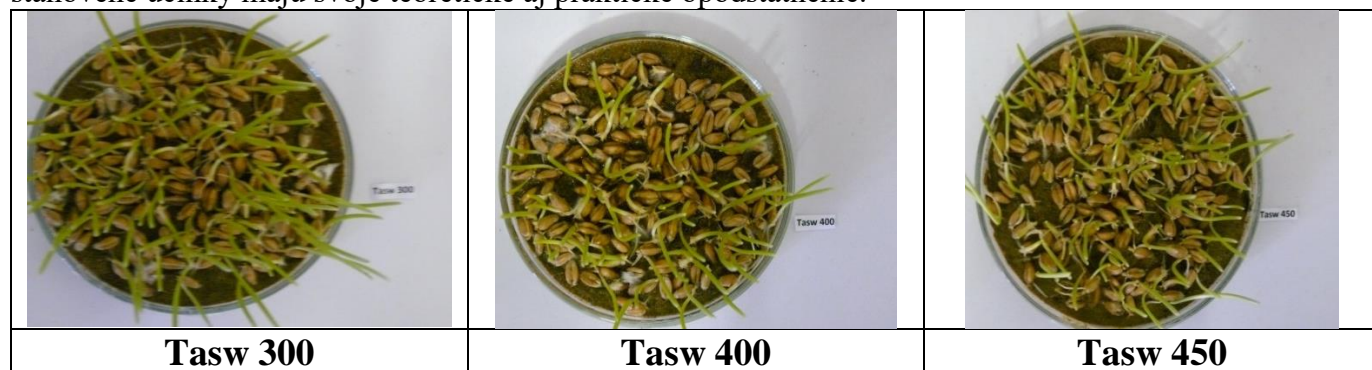 stanovené účinky majú svoje teoretické aj praktické opodstatnenie.
Tasw 300
Tasw 400
Tasw 450
Tasw 300
Tasw 400
Tasw 450